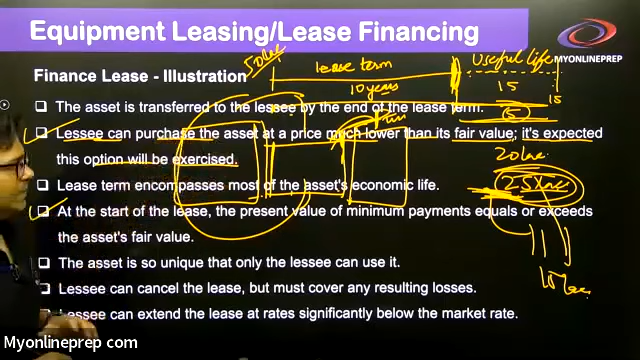 Equipment Leasing/Lease Financing
MYONLINEPREP
50 Lac
lease term
Useful life
Finance Lease - Illustration
10 years
15
15
The asset is transferred to the lessee by the end of the lease term.
5
Lessee can purchase the asset at a price much lower than its fair value; it's expected
this option will be exercised.
20 Lac
Lease term encompasses most of the asset's economic life.
2.5 Lac
At the start of the lease, the present value of minimum payments equals or exceeds
the asset's fair value.
The asset is so unique that only the lessee can use it.
Lessee can cancel the lease, but must cover any resulting losses.
Lessee can extend the lease at rates significantly below the market rate.
Myonlineprep.com